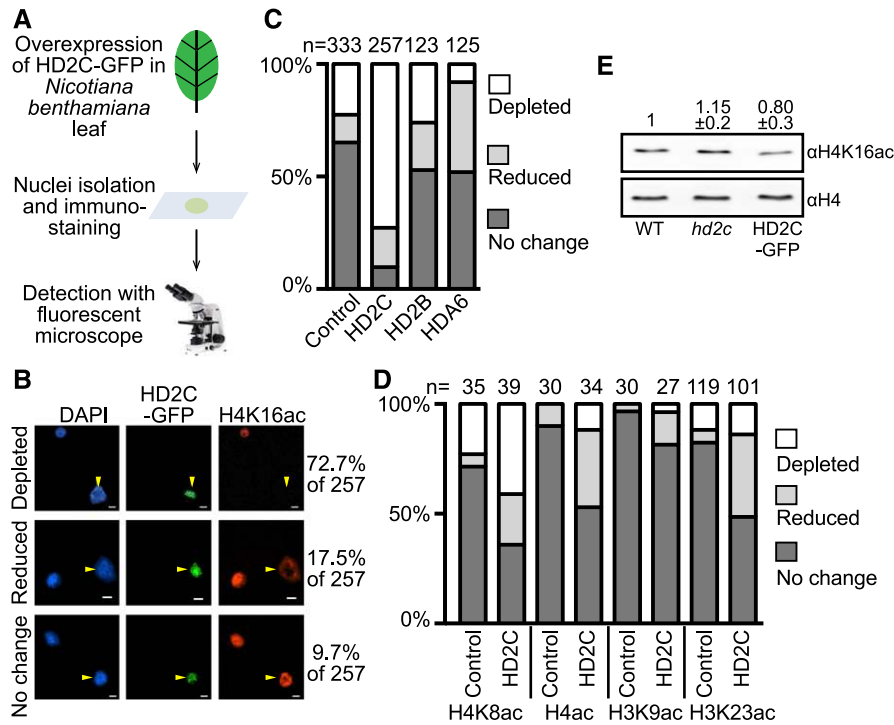 A
Overexpression
of HD2C-GFP in
Nicotiana
benthamiana
leaf
Nuclei isolation
and immuno-
staining
Detection with
fluorescent
microscope
B
HD2C
DAPI -GFP H4K16ac
Depleted
72.7%
of 257
Reduced
17.5%
of 257
No change
9.7%
of 257
C
n=333 257 123 125
100%
50%
0%
Depleted
Reduced
No change
Control HD2C HD2B HDA6
D
n= 35 39 30 34 30 27 119 101
100%
50%
0%
Depleted
Reduced
No change
Control HD2C Control HD2C Control HD2C Control HD2C
H4K8ac H4ac H3K9ac H3K23ac
E
1 1.15 0.80
±0.2 ±0.3
αH4K16ac
αH4
WT hd2c HD2C
-GFP